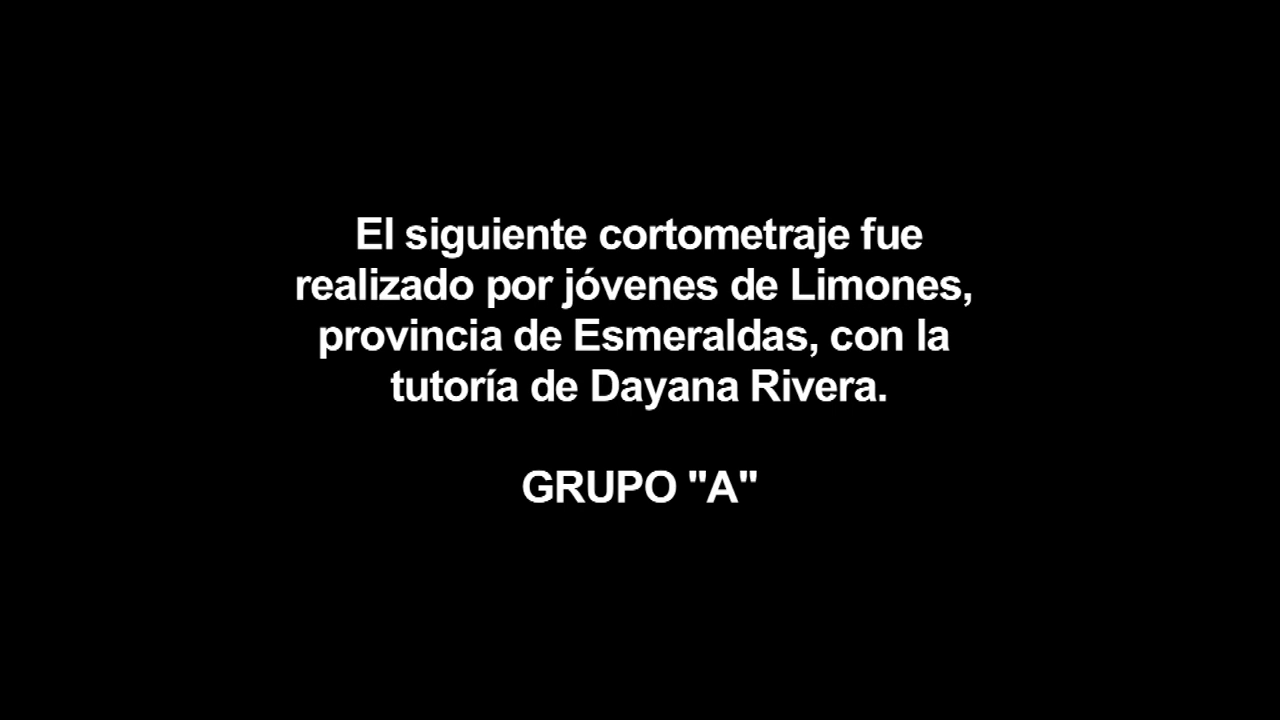 El siguiente cortometraje fue
realizado por jóvenes de Limones,
provincia de Esmeraldas, con la
tutoría de Dayana Rivera.
GRUPO "A"